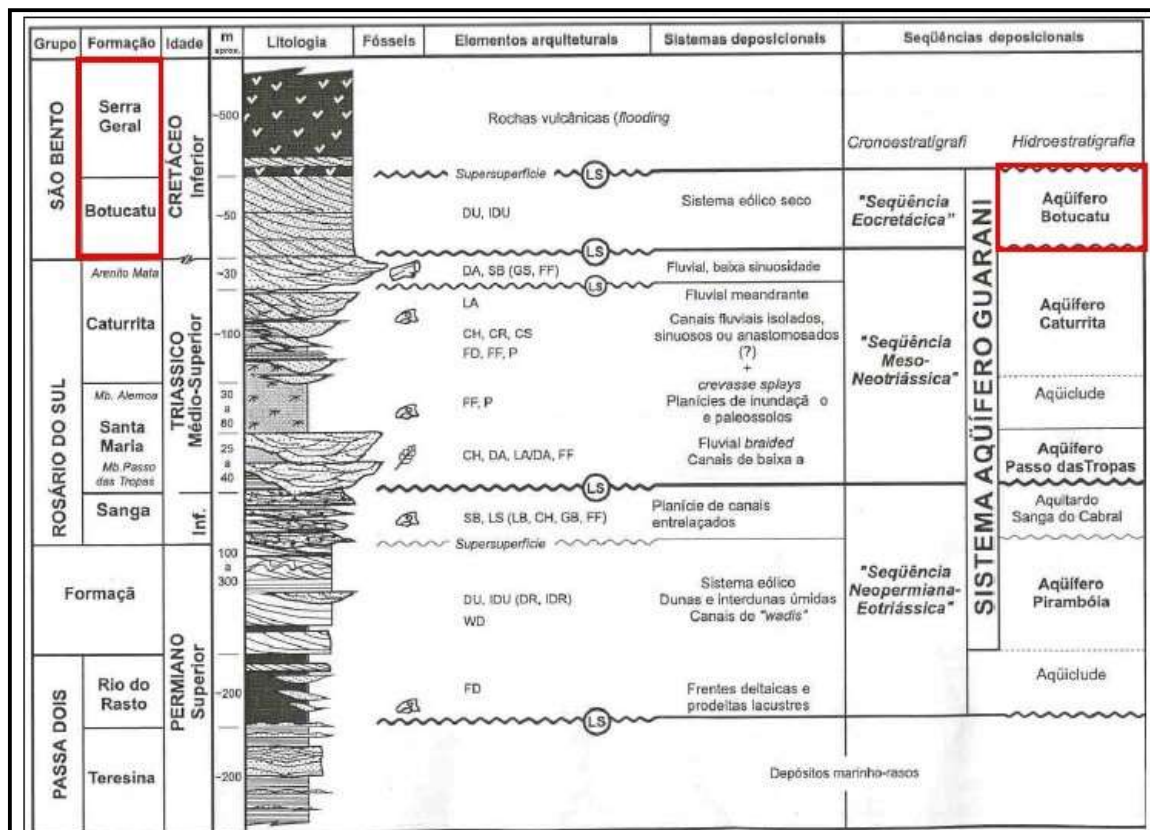 Grupo Formação Idade m aprox. Litologia Fósseis Elementos arquiteturais Sistemas deposicionais Seqüências deposicionais
Cronoestratigrafi Hidroestratigrafia
SÃO BENTO
Serra
Geral
CRETÁCEO
Inferior
~500
Rochas vulcânicas (flooding
Supersuperfície LS
Botucatu
~50
DU, IDU
Sistema eólico seco
"Seqüência
Eocretácica"
Aqüífero
Botucatu
LS
SISTEMA AQÜÍFERO GUARANI
ROSÁRIO DO SUL
Arenito Mata
~30
DA, SB (GS, FF)
Fluvial, baixa sinuosidade
LS
TRIÁSSICO
Médio-Superior
Caturrita
~100
LA
CH, CR, CS
FD, FF, P
Fluvial meandrante
Canais fluviais isolados,
sinuosos ou anastomosados
(?)
+
crevasse splays
Planícies de inundaçã o
e paleossolos
"Seqüência
Meso-
Neotriássica"
Aqüífero
Caturrita
Mb. Alemoa
30
a
60
FF, P
Aqüiclude
Santa
Maria
Mb.Passo
das Tropas
25
a
40
CH, DA, LA/DA, FF
Fluvial braided
Canais de baixa a
Aqüífero
Passo dasTropas
LS
Sanga
Inf.
SB, LS (LB, CH, GB, FF)
Planície de canais
entrelaçados
Aquitardo
Sanga do Cabral
Supersuperfície
Formaçã
PERMIANO
Superior
100
a
300
DU, IDU (DR, IDR)
WD
Sistema eólico
Dunas e interdunas úmidas
Canais de "wadis"
"Seqüência
Neopermiana-
Eotriássica"
Aqüífero
Pirambóia
PASSA DOIS
Rio do
Rasto
~200
FD
Frentes deltaicas e
prodeltas lacustres
Aqüiclude
LS
Teresina
~200
Depósitos marinho-rasos